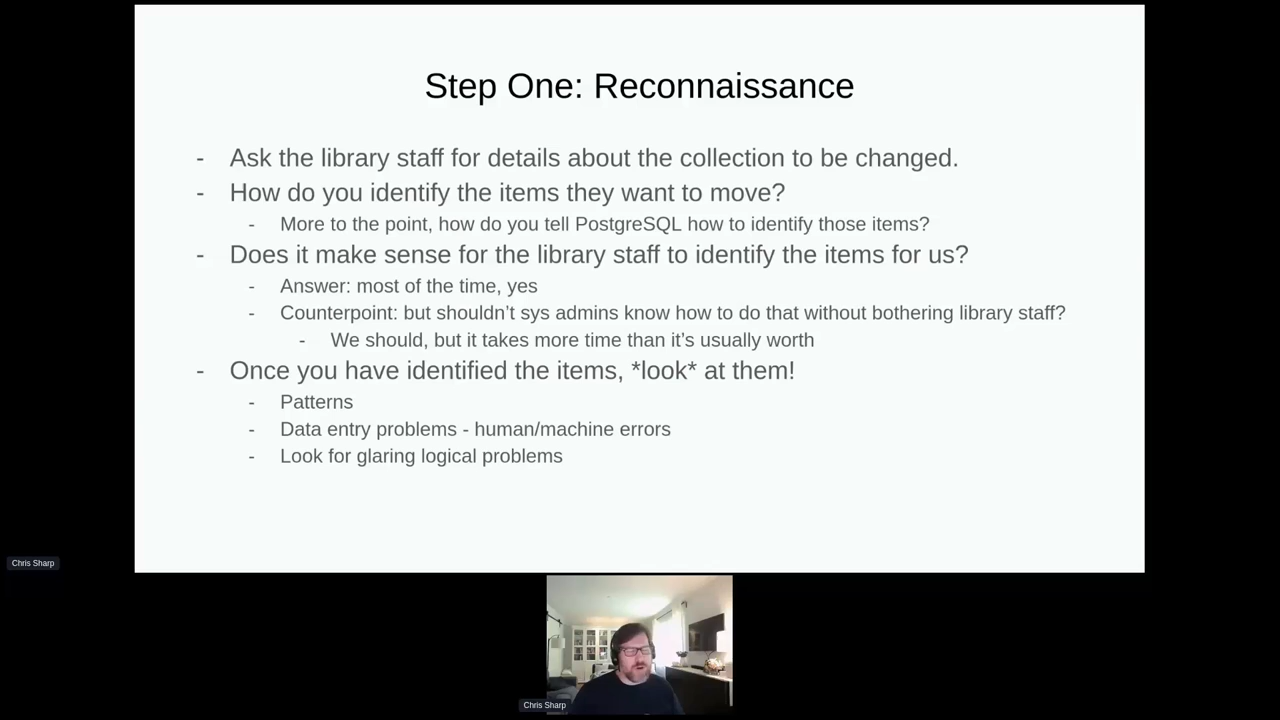 Step One: Reconnaissance
- Ask the library staff for details about the collection to be changed.
- How do you identify the items they want to move?
- More to the point, how do you tell PostgreSQL how to identify those items?
- Does it make sense for the library staff to identify the items for us?
- Answer: most of the time, yes
- Counterpoint: but shouldn’t sys admins know how to do that without bothering library staff?
- We should, but it takes more time than it’s usually worth
- Once you have identified the items, *look* at them!
- Patterns
- Data entry problems - human/machine errors
- Look for glaring logical problems
Chris Sharp
Chris Sharp